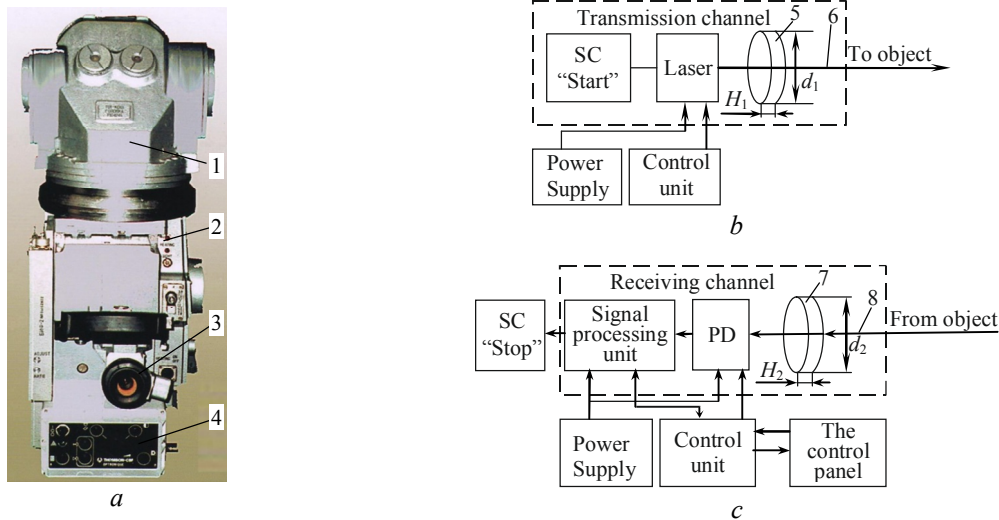 1
2
3
4
a
Transmission channel
SC
“Start”
Laser
5
6
d1
H1
To object
Power
Supply
Control
unit
b
Receiving channel
SC
“Stop”
Signal
processing
unit
PD
7
8
d2
H2
From object
Power
Supply
Control
unit
The
control
panel
c